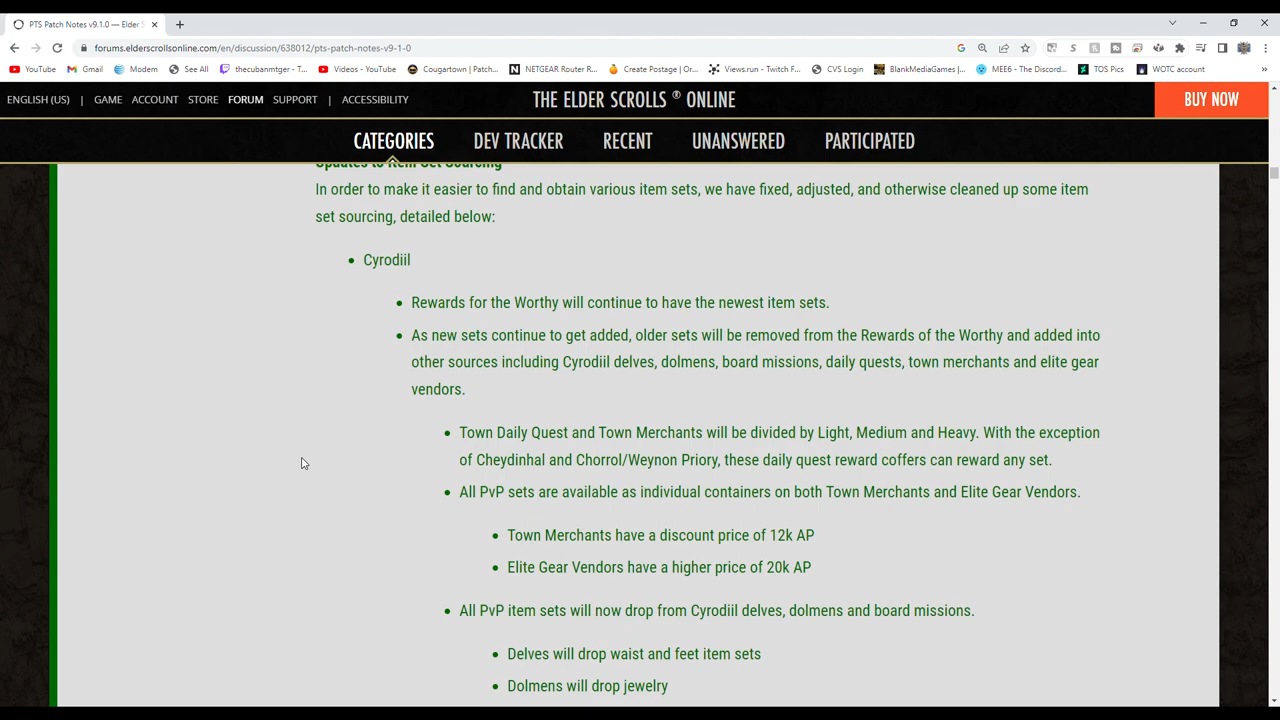 PTS Patch Notes v9.1.0 — Elder S
forums.elderscrollsonline.com/en/discussion/638012/pts-patch-notes-v9-1-0
YouTube Gmail Modem See All thecubanmtger - T... Videos - YouTube Cougartown | Patch... NETGEAR Router R... Create Postage | Or... Views.run - Twitch F... CVS Login BlankMediaGames |... MEE6 - The Discord... TOS Pics WOTC account »
ENGLISH (US) | GAME ACCOUNT STORE FORUM SUPPORT | ACCESSIBILITY THE ELDER SCROLLS ® ONLINE BUY NOW
CATEGORIES DEV TRACKER RECENT UNANSWERED PARTICIPATED
Updates to Item Set Sourcing
In order to make it easier to find and obtain various item sets, we have fixed, adjusted, and otherwise cleaned up some item
set sourcing, detailed below:
• Cyrodiil
• Rewards for the Worthy will continue to have the newest item sets.
• As new sets continue to get added, older sets will be removed from the Rewards of the Worthy and added into
other sources including Cyrodiil delves, dolmens, board missions, daily quests, town merchants and elite gear
vendors.
• Town Daily Quest and Town Merchants will be divided by Light, Medium and Heavy. With the exception
of Cheydinhal and Chorrol/Weynon Priory, these daily quest reward coffers can reward any set.
• All PvP sets are available as individual containers on both Town Merchants and Elite Gear Vendors.
• Town Merchants have a discount price of 12k AP
• Elite Gear Vendors have a higher price of 20k AP
• All PvP item sets will now drop from Cyrodiil delves, dolmens and board missions.
• Delves will drop waist and feet item sets
• Dolmens will drop jewelry